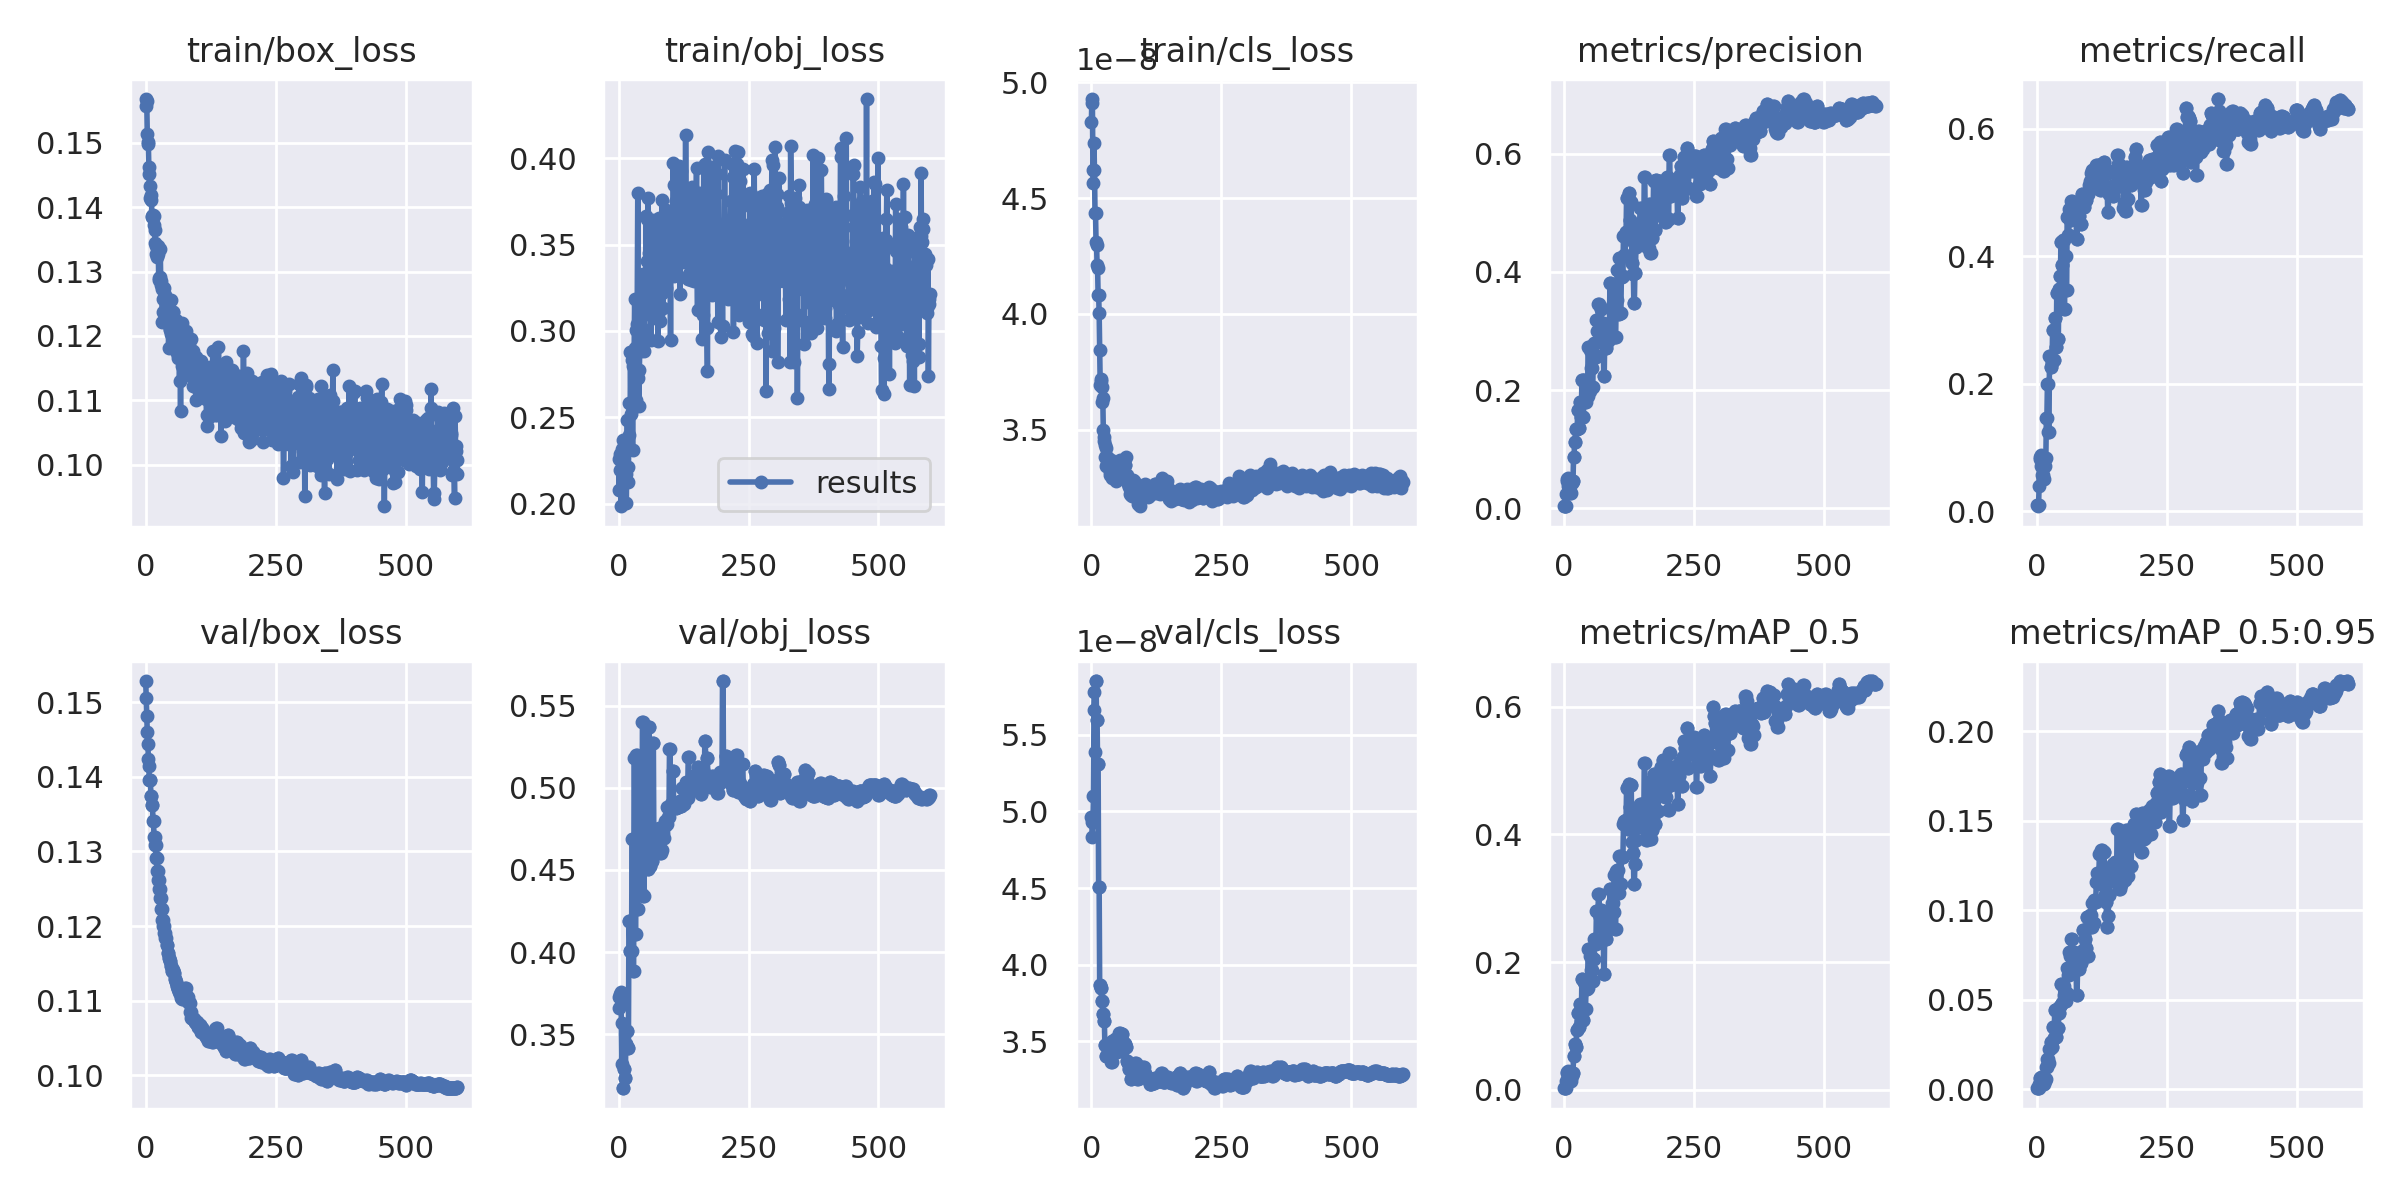 train/box_loss
0.15
0.14
0.13
0.12
0.11
0.10
0 250 500
train/obj_loss
0.40
0.35
0.30
0.25
0.20
results
0 250 500
1e−8
train/cls_loss
5.0
4.5
4.0
3.5
0 250 500
metrics/precision
0.6
0.4
0.2
0.0
0 250 500
metrics/recall
0.6
0.4
0.2
0.0
0 250 500
val/box_loss
0.15
0.14
0.13
0.12
0.11
0.10
0 250 500
val/obj_loss
0.55
0.50
0.45
0.40
0.35
0 250 500
1e−8
val/cls_loss
5.5
5.0
4.5
4.0
3.5
0 250 500
metrics/mAP_0.5
0.6
0.4
0.2
0.0
0 250 500
metrics/mAP_0.5:0.95
0.20
0.15
0.10
0.05
0.00
0 250 500